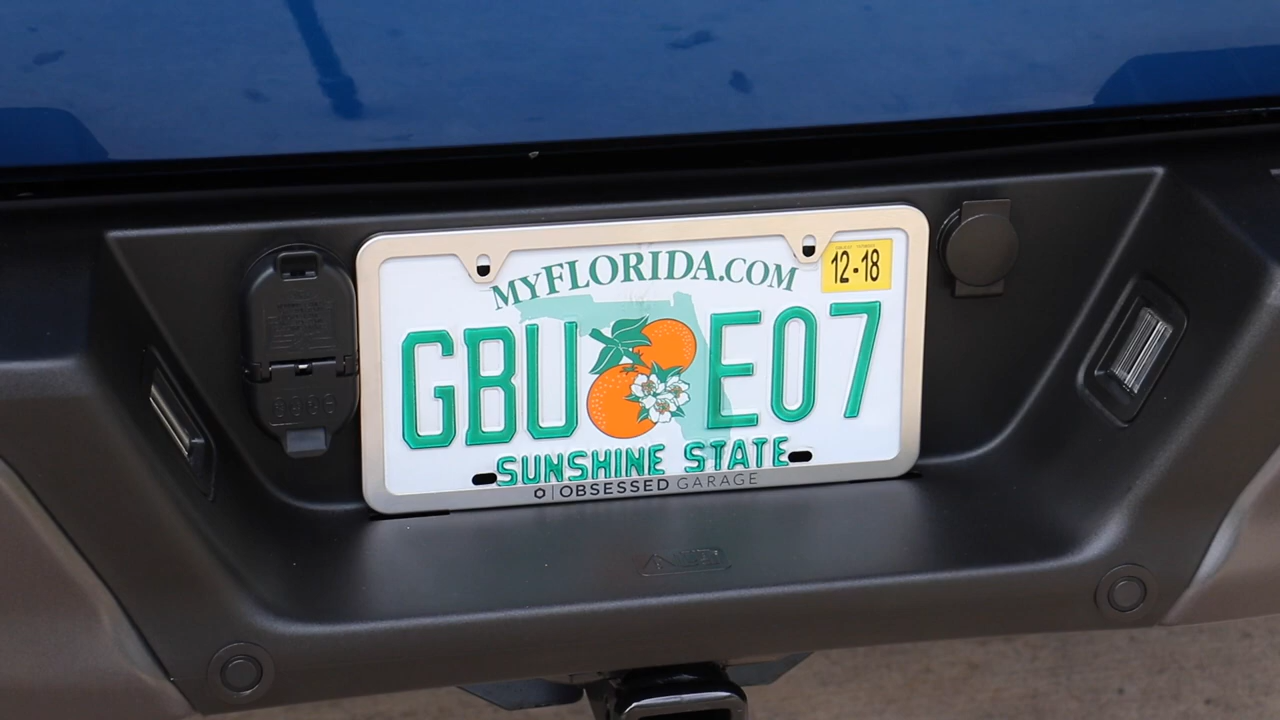 MYFLORIDA.COM
12-18
GBU E07
SUNSHINE STATE
OBSESSED GARAGE